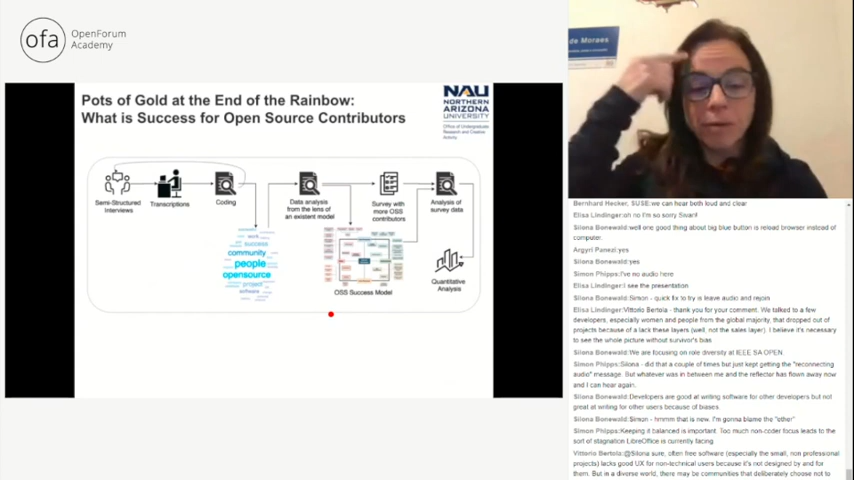 ofa
OpenForum
Academy
Pots of Gold at the End of the Rainbow:
What is Success for Open Source Contributors
NAU
NORTHERN
ARIZONA
UNIVERSITY
Office of Undergraduate
Research and Creative
Activity
Semi-Structured
Interviews
Transcriptions
Coding
Data analysis
from the lens of
an existent model
Survey with
more OSS
contributors
Analysis of
survey data
work
success
community
people
opensource
project
software
OSS Success Model
Quantitative
Analysis
de Moraes
Bernhard Hecker, SUSE:we can hear both loud and
clear
Elisa Lindinger:oh no I'm so sorry Swan!
Silona Bonewald:well one good thing about big blue button is reload browser instead of
computer.
Argyri Panezi:yes
Silona Bonewald:yes
Simon Phipps:I've no audio here
Elisa Lindinger:I see the presentation
Silona Bonewald:Simon - quick fix to try is leave audio and rejoin
Elisa Lindinger:Vittorio Bertola - thank you for your comment. We talked to a few
developers, especially women and people from the global majority, that dropped out of
projects because of a lack these layers (well, not the sales layer). I believe it's necessary
to see the whole picture without survivor's bias
Silona Bonewald:We are focusing on role diversity at IEEE SA OPEN.
Simon Phipps:Silona - did that a couple of times but just kept getting the "reconnecting
audio" message. But whatever was in between me and the reflector has flown away now
and I can hear again.
Silona Bonewald:Developers are good at writing software for other developers but not
great at writing for other users because of biases
Silona Bonewald:Simon - hmmm that is new. I'm gonna blame the "other"
Simon Phipps:Keeping it balanced is important. Too much non-coder focus leads to the
sort of stagnation LibreOffice is currently facing.
Vittorio Bertola:@Silona sure, often free software (especially the small, non
professional projects) lacks good UX for non-technical users because it's not designed by and for
them. But in a diverse world, there may be communities that deliberately choose not to